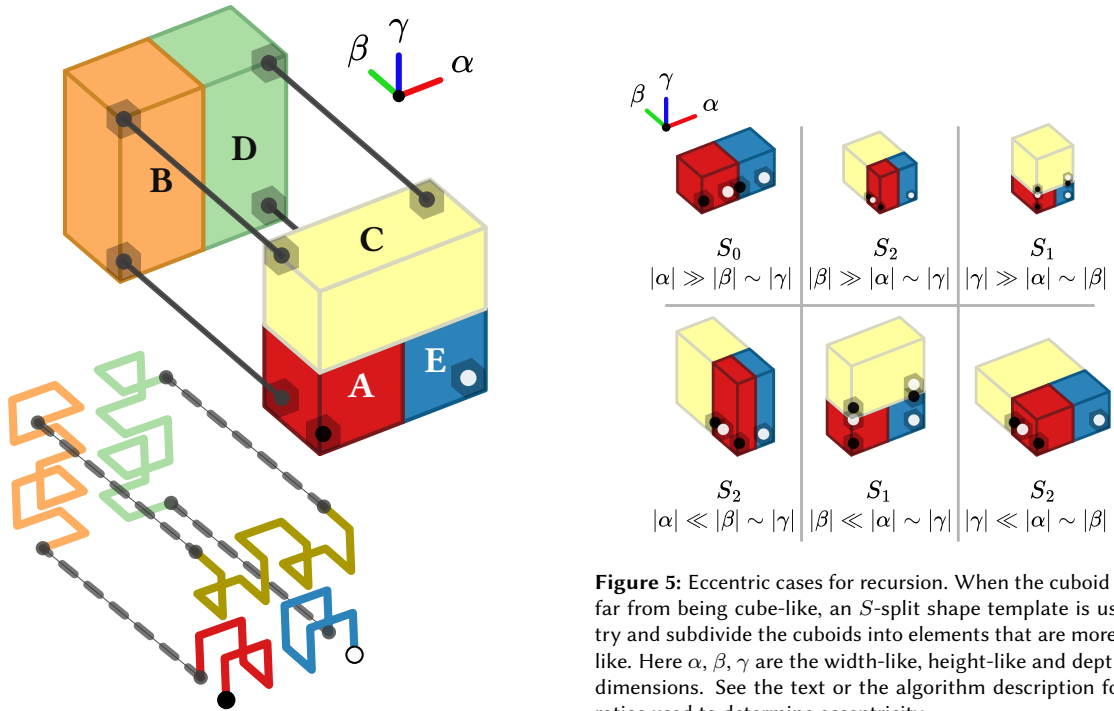 γ
β
α
D
B
C
E
A
γ
β
α
S₀
|α| ≫ |β| ∼ |γ|
S₂
|β| ≫ |α| ∼ |γ|
S₁
|γ| ≫ |α| ∼ |β|
S₂
|α| ≪ |β| ∼ |γ|
S₁
|β| ≪ |α| ∼ |γ|
S₂
|γ| ≪ |α| ∼ |β|
Figure 5: Eccentric cases for recursion. When the cuboid
far from being cube-like, an S-split shape template is us
try and subdivide the cuboids into elements that are more
like. Here α, β, γ are the width-like, height-like and dept
dimensions. See the text or the algorithm description fo